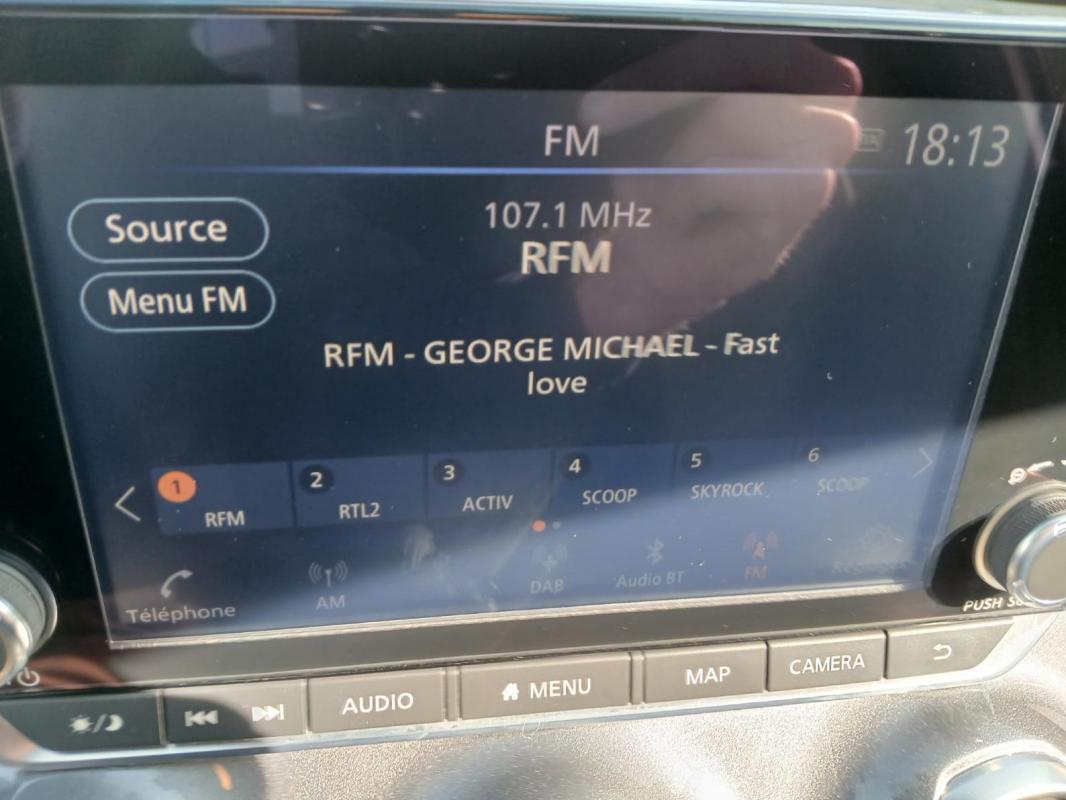 FM
18:13
Source
107.1 MHz
RFM
Menu FM
RFM - GEORGE MICHAEL - Fast
love
1
RFM
2
RTL2
3
ACTIV
4
SCOOP
5
SKYROCK
6
SCOOP
Téléphone
AM
DAB
Audio BT
FM
PUSH
AUDIO
MENU
MAP
CAMERA